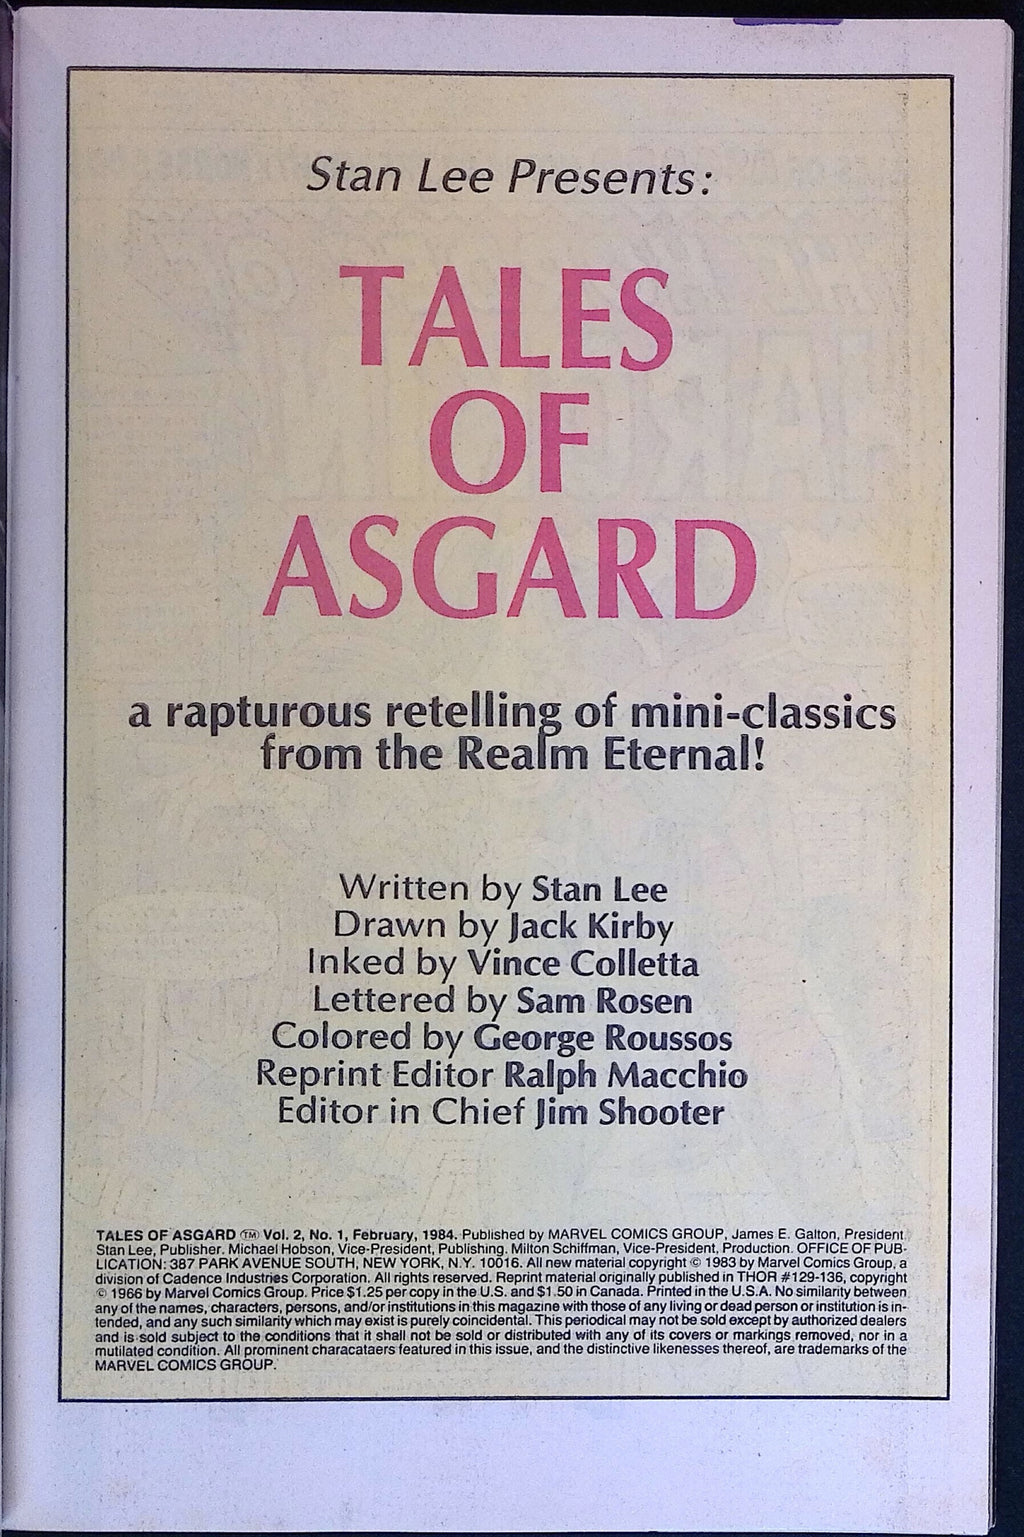 Stan Lee Presents:
TALES
OF
ASGARD
a rapturous retelling of mini-classics
from the Realm Eternal!
Written by Stan Lee
Drawn by Jack Kirby
Inked by Vince Colletta
Lettered by Sam Rosen
Colored by George Roussos
Reprint Editor Ralph Macchio
Editor in Chief Jim Shooter
TALES OF ASGARD ™ Vol. 2, No. 1, February, 1984. Published by MARVEL COMICS GROUP, James E. Galton, President.
Stan Lee, Publisher. Michael Hobson, Vice-President, Publishing. Milton Schiffman, Vice-President, Production. OFFICE OF PUB-
LICATION: 387 PARK AVENUE SOUTH, NEW YORK, N.Y. 10016. All new material copyright © 1983 by Marvel Comics Group, a
division of Cadence Industries Corporation. All rights reserved. Reprint material originally published in THOR #129-136, copyright
© 1966 by Marvel Comics Group. Price $1.25 per copy in the U.S. and $1.50 in Canada. Printed in the U.S.A. No similarity between
any of the names, characters, persons, and/or institutions in this magazine with those of any living or dead person or institution is in-
tended, and any such similarity which may exist is purely coincidental. This periodical may not be sold except by authorized dealers
and is sold subject to the conditions that it shall not be sold or distributed with any of its covers or markings removed, nor in a
mutilated condition. All prominent characataers featured in this issue, and the distinctive likenesses thereof, are trademarks of the
MARVEL COMICS GROUP.